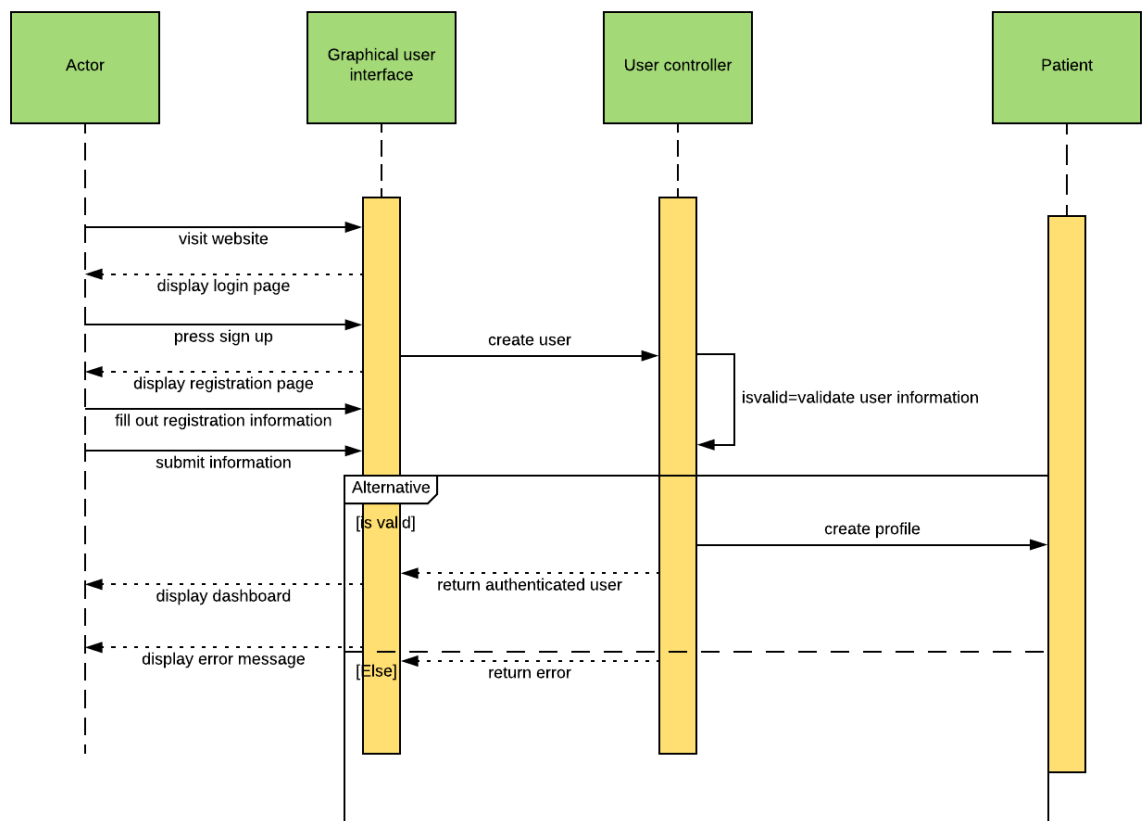 Actor
Graphical user
interface
User controller
Patient
visit website
display login page
press sign up
create user
display registration page
isvalid=validate user information
fill out registration information
submit information
Alternative
[is valid]
create profile
return authenticated user
display dashboard
display error message
[Else]
return error